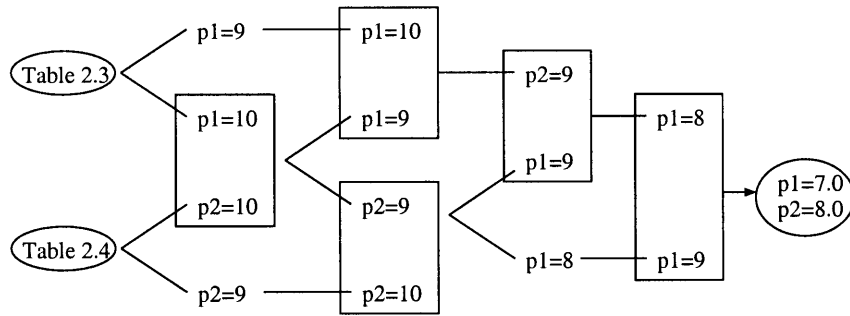 p1=9
p1=10
Table 2.3
p2=9
p1=10
p1=9
p1=8
p1=9
p1=7.0
p2=8.0
p2=10
p2=9
Table 2.4
p1=8
p1=9
p2=9
p2=10